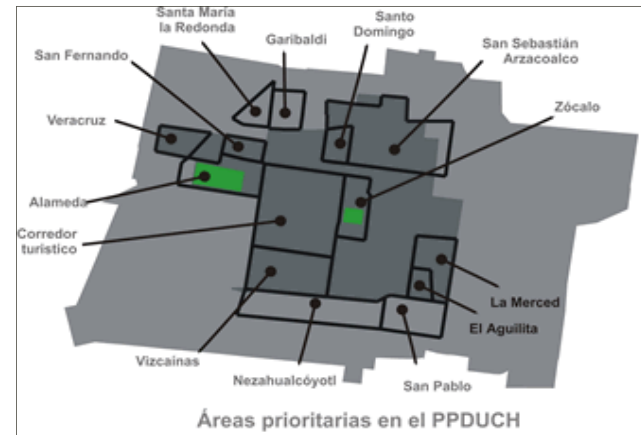 Santa María
la Redonda
Garibaldi
Santo
Domingo
San Sebastián
Arzacoalco
San Fernando
Zócalo
Veracruz
Alameda
Corredor
turistico
La Merced
El Aguilita
Vizcaínas
Nezahualcóyotl
San Pablo
Áreas prioritarias en el PPDUCH